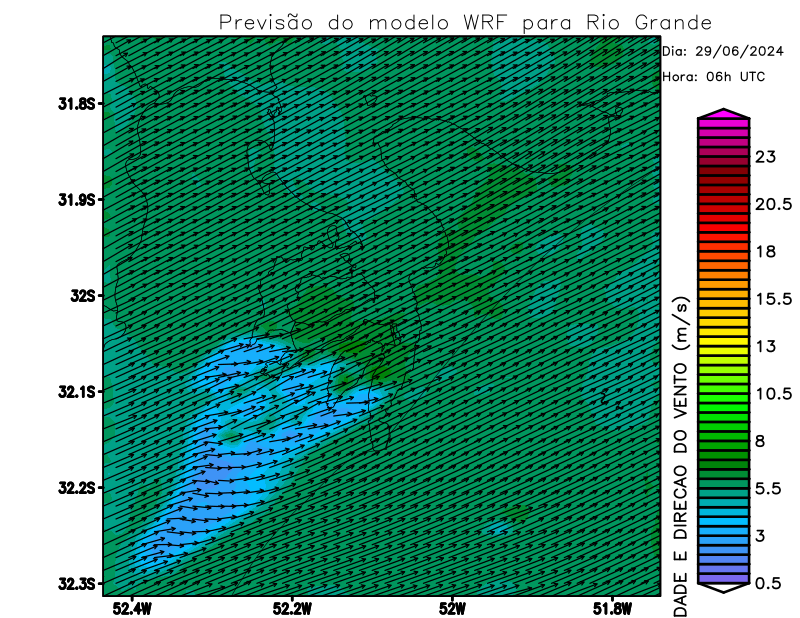 Previsão do modelo WRF para Rio Grande
Dia: 29/06/2024
Hora: 06h UTC
31.8S
31.9S
32S
32.1S
32.2S
32.3S
52.4W
52.2W
52W
51.8W
23
20.5
18
15.5
13
10.5
8
5.5
3
0.5
DADE E DIRECAO DO VENTO (m/s)